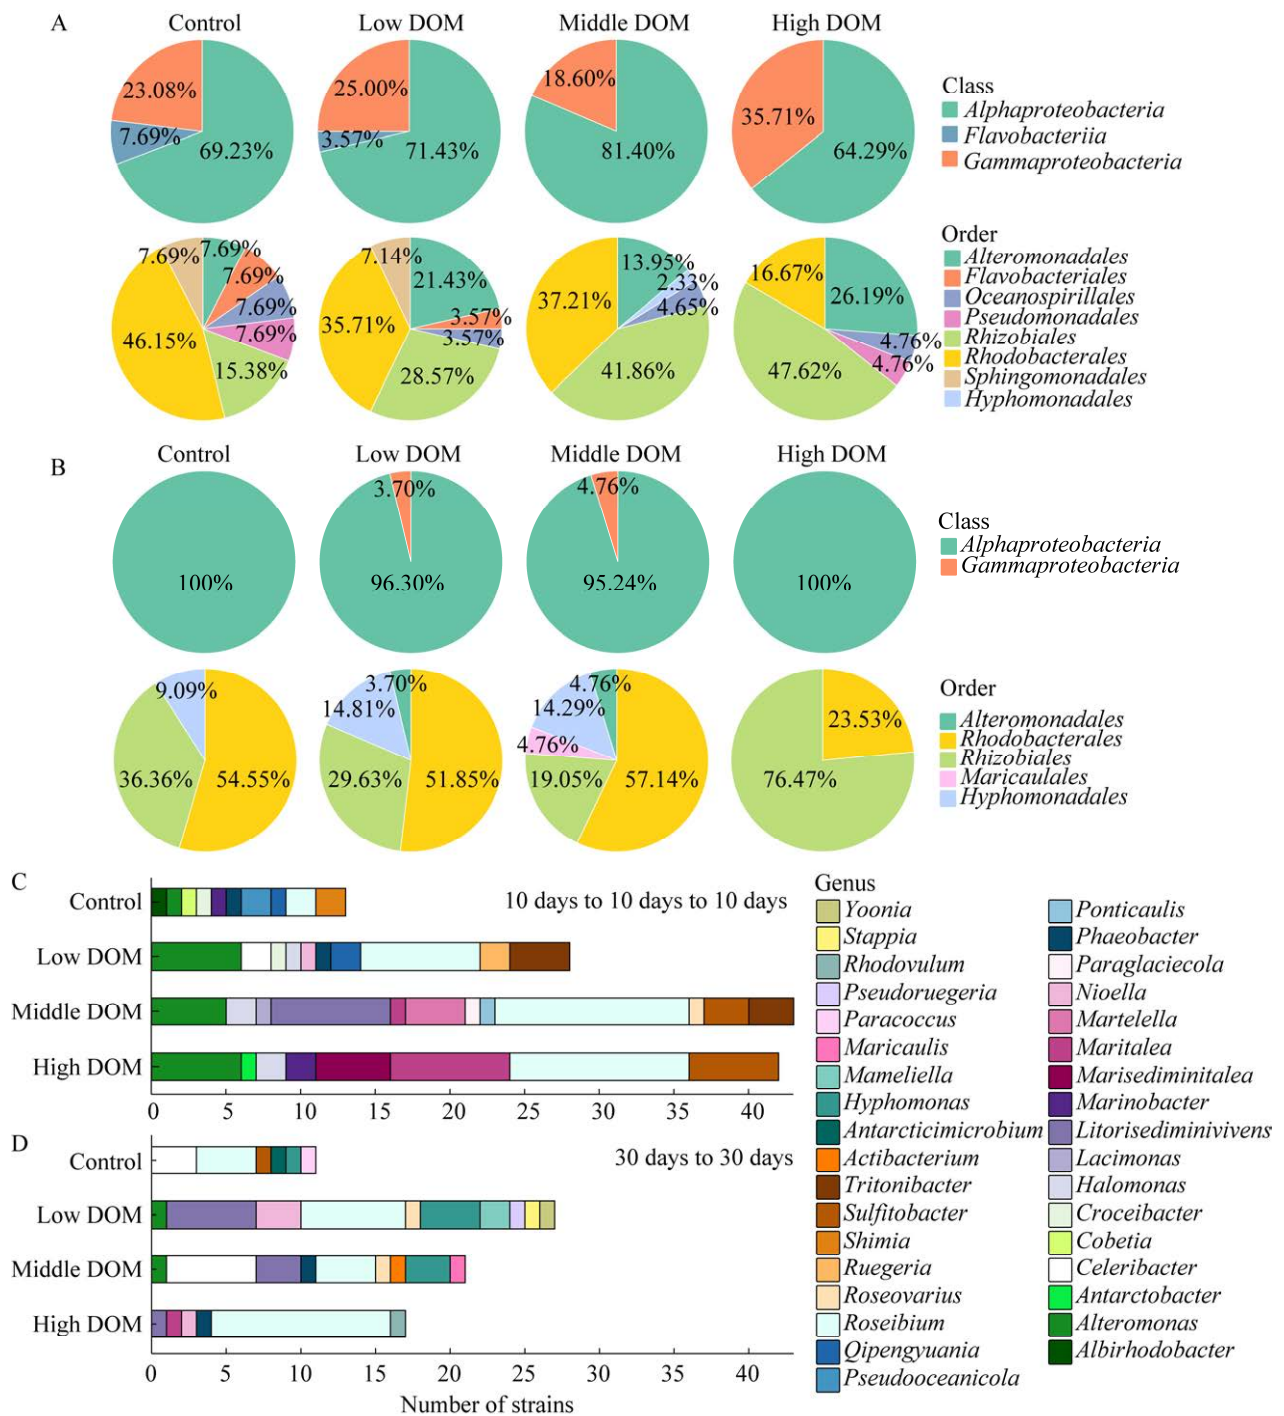 A
Control
Low DOM
Middle DOM
High DOM
23.08%
7.69%
69.23%
25.00%
3.57%
71.43%
18.60%
81.40%
35.71%
64.29%
Class
Alphaproteobacteria
Flavobacteriia
Gammaproteobacteria
7.69%
7.69%
7.69%
7.69%
7.69%
46.15%
15.38%
7.14%
21.43%
3.57%
3.57%
35.71%
28.57%
13.95%
2.33%
4.65%
37.21%
41.86%
16.67%
26.19%
4.76%
4.76%
47.62%
Order
Alteromonadales
Flavobacteriales
Oceanospirillales
Pseudomonadales
Rhizobiales
Rhodobacterales
Sphingomonadales
Hyphomonadales
B
Control
Low DOM
Middle DOM
High DOM
100%
3.70%
96.30%
4.76%
95.24%
100%
Class
Alphaproteobacteria
Gammaproteobacteria
9.09%
36.36%
54.55%
3.70%
14.81%
29.63%
51.85%
4.76%
14.29%
4.76%
19.05%
57.14%
23.53%
76.47%
Order
Alteromonadales
Rhodobacterales
Rhizobiales
Maricaulales
Hyphomonadales
C
10 days to 10 days to 10 days
Control
Low DOM
Middle DOM
High DOM
0 5 10 15 20 25 30 35 40
D
30 days to 30 days
Control
Low DOM
Middle DOM
High DOM
0 5 10 15 20 25 30 35 40
Number of strains
Genus
Yoonia
Stappia
Rhodovulum
Pseudoruegeria
Paracoccus
Maricaulis
Mameliella
Hyphomonas
Antarcticimicrobium
Actibacterium
Tritonibacter
Sulfitobacter
Shimia
Ruegeria
Roseovarius
Roseibium
Qipengyuania
Pseudooceanicola
Ponticaulis
Phaeobacter
Paraglaciecola
Nioella
Martelella
Maritalea
Marisediminitalea
Marinobacter
Litorisediminivivens
Lacimonas
Halomonas
Croceibacter
Cobetia
Celeribacter
Antarctobacter
Alteromonas
Albirhodobacter